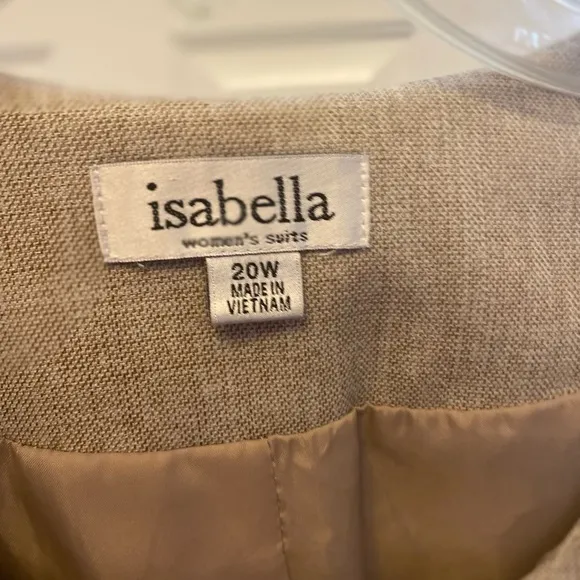 isabella
women's suits
20W
MADE IN
VIETNAM